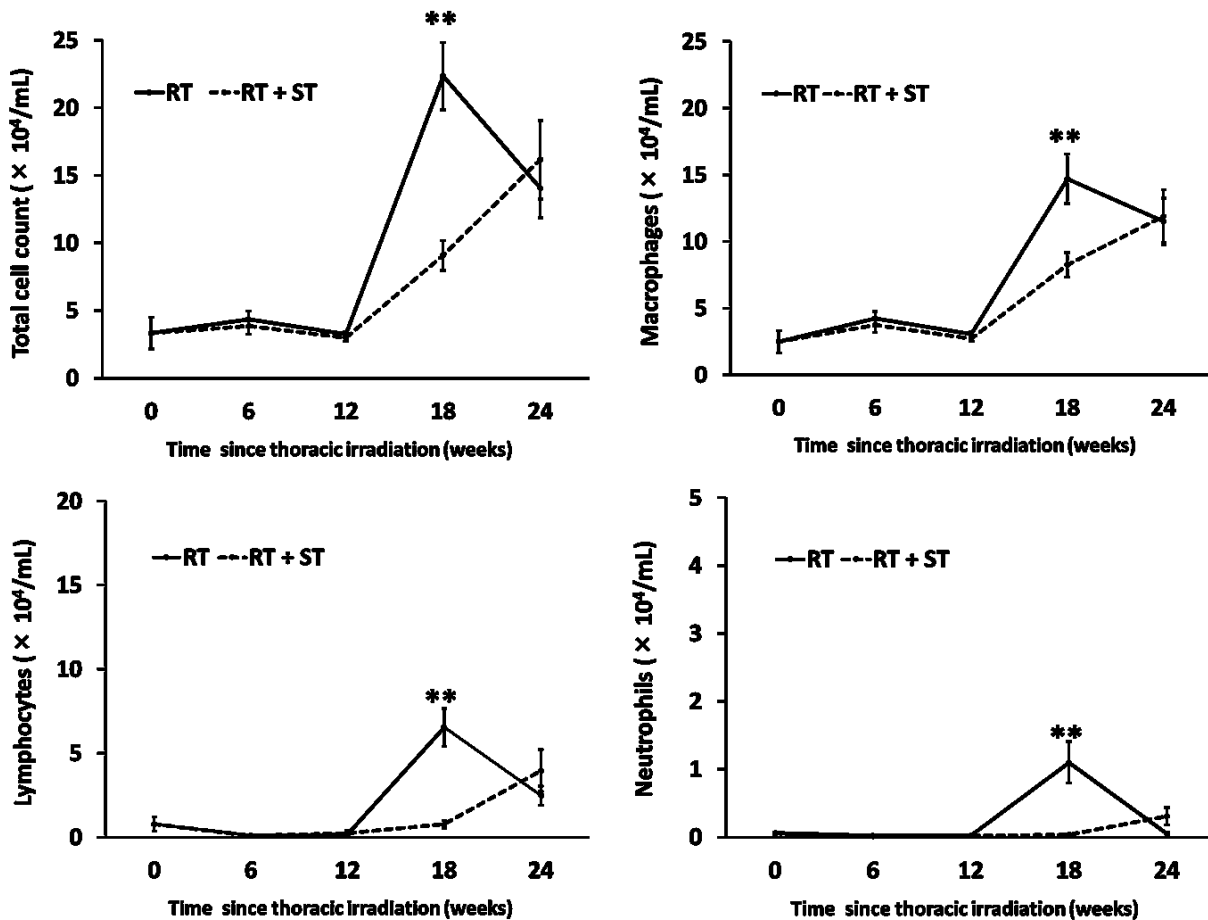 **
Total cell count ( × 10⁴/mL)
25
20
15
10
5
0
RT RT + ST
0 6 12 18 24
Time since thoracic irradiation (weeks)
**
Macrophages ( × 10⁴/mL)
25
20
15
10
5
0
RT RT + ST
0 6 12 18 24
Time since thoracic irradiation (weeks)
**
Lymphocytes ( × 10⁴/mL)
20
15
10
5
0
RT RT + ST
0 6 12 18 24
Time since thoracic irradiation (weeks)
**
Neutrophils ( × 10⁴/mL)
5
4
3
2
1
0
RT RT + ST
0 6 12 18 24
Time since thoracic irradiation (weeks)